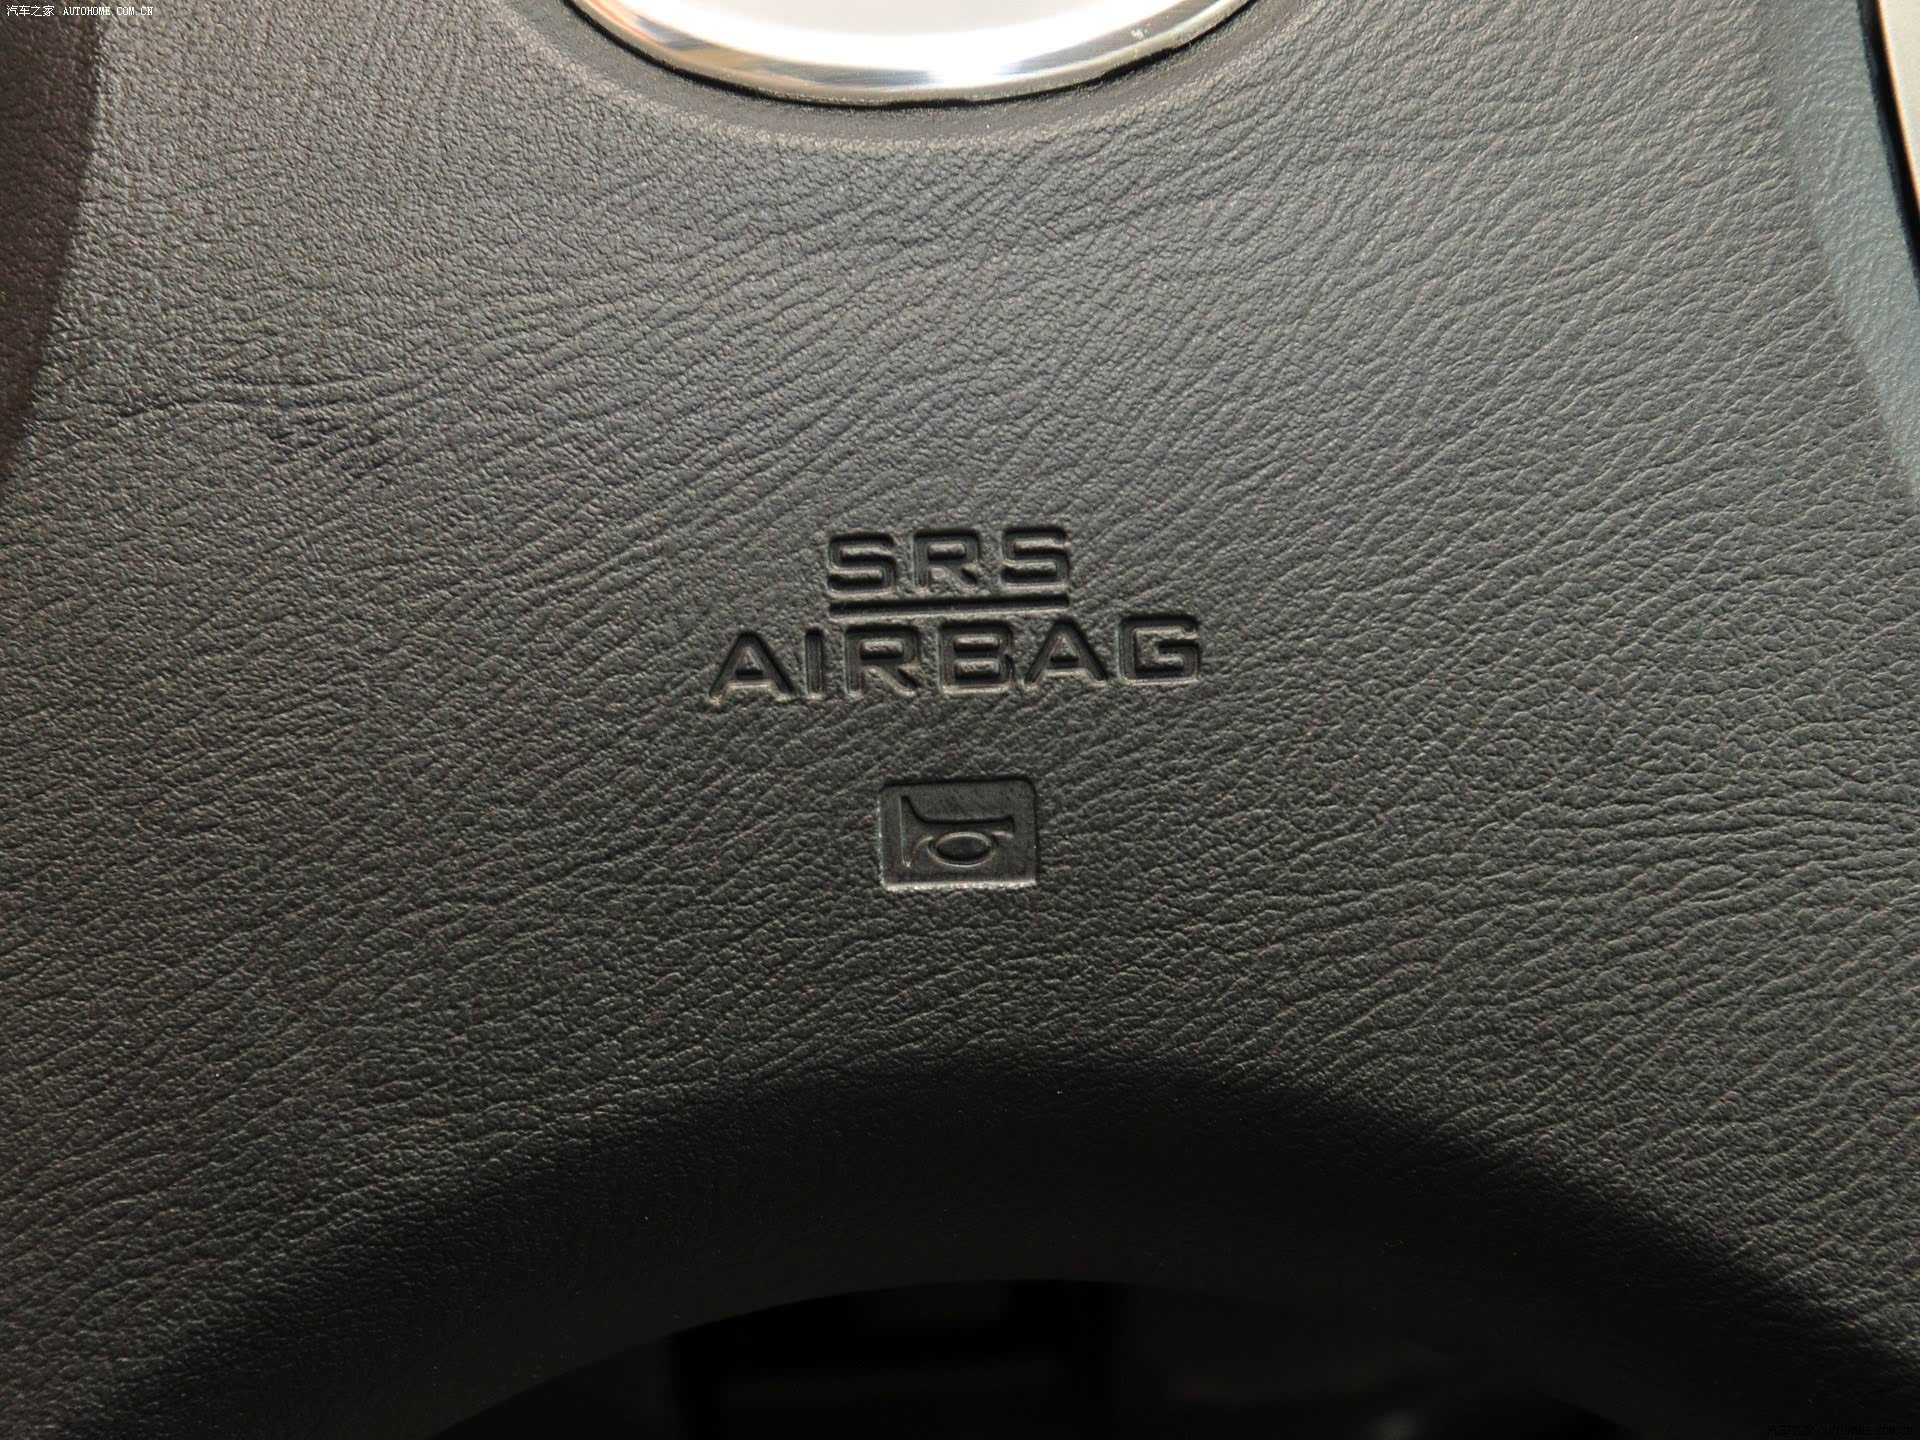 汽车之家 AUTOHOME.COM.CN
SRS
AIRBAG